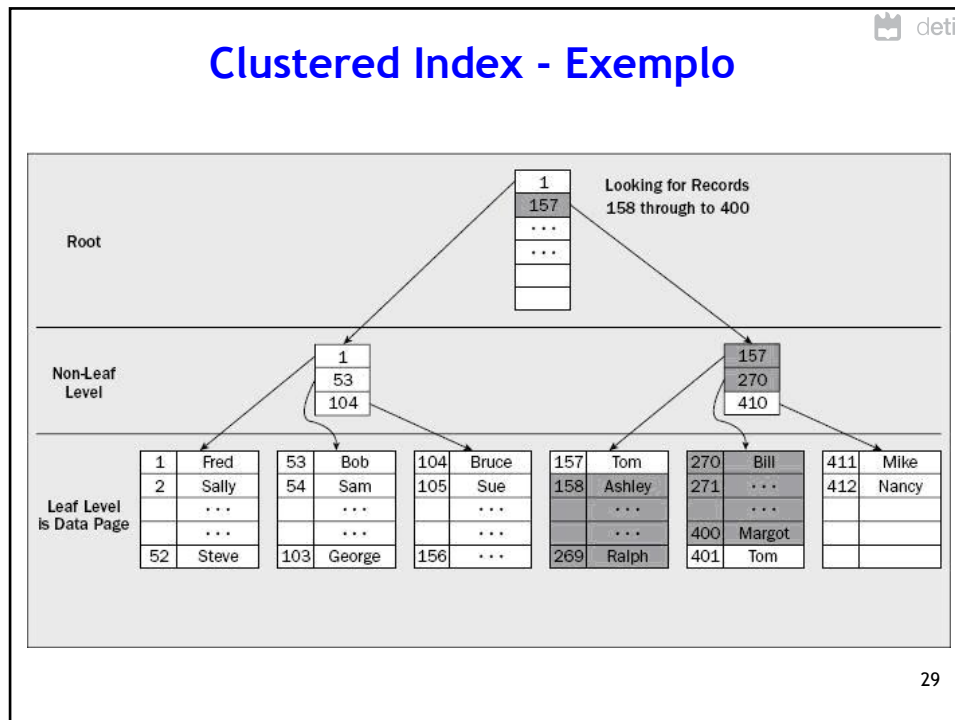 deti
Clustered Index - Exemplo
1
157
. . .
. . .
Looking for Records
158 through to 400
Root
Non-Leaf
Level
1
53
104
157
270
410
Leaf Level
is Data Page
1 Fred
2 Sally
. . .
. . .
52 Steve
53 Bob
54 Sam
. . .
. . .
103 George
104 Bruce
105 Sue
. . .
. . .
156 . . .
157 Tom
158 Ashley
. . .
. . .
269 Ralph
270 Bill
271 . . .
. . .
400 Margot
401 Tom
411 Mike
412 Nancy
29